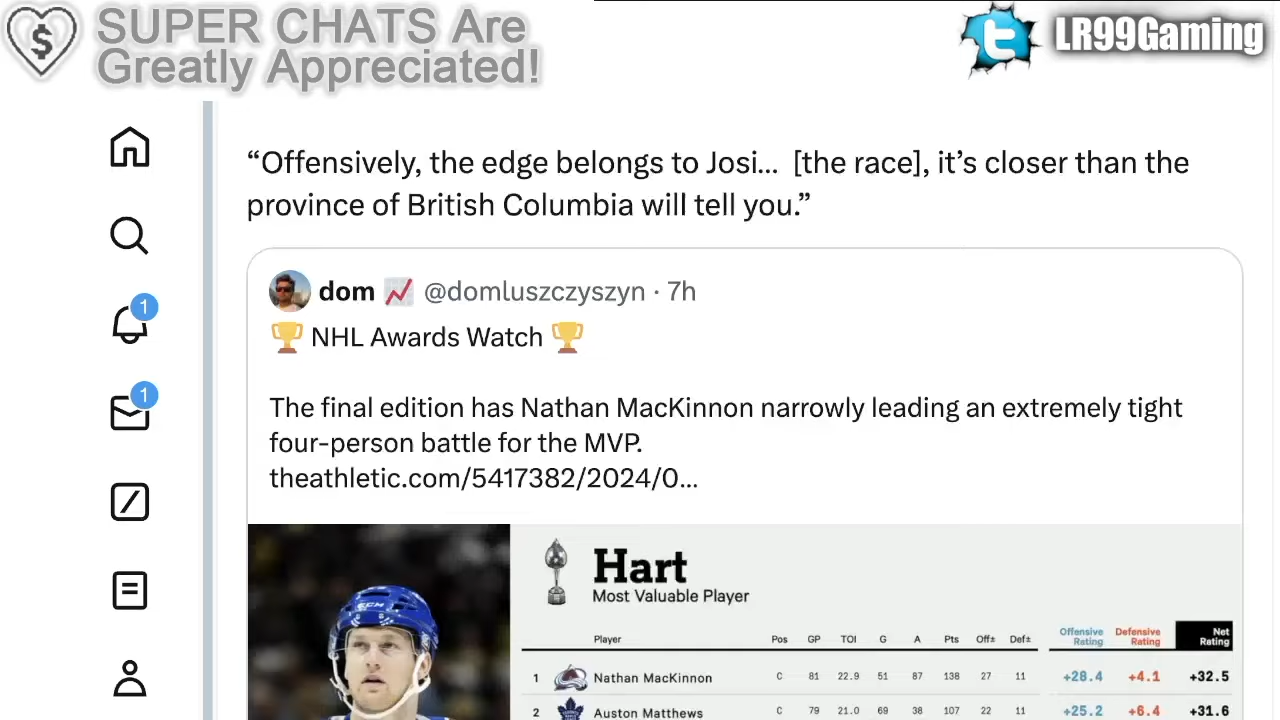 SUPER CHATS Are
Greatly Appreciated!
LR99Gaming
“Offensively, the edge belongs to Josi... [the race], it’s closer than the
province of British Columbia will tell you.”
dom @domluszczyszyn · 7h
NHL Awards Watch
1
1
The final edition has Nathan MacKinnon narrowly leading an extremely tight
four-person battle for the MVP.
theathletic.com/5417382/2024/0...
Hart
Most Valuable Player
Player Pos GP TOI G A Pts Off± Def± Offensive Rating Defensive Rating Net Rating
1 Nathan MacKinnon C 81 22.9 51 87 138 27 11 +28.4 +4.1 +32.5
2 Auston Matthews C 79 21.0 69 38 107 22 11 +25.2 +6.4 +31.6
CCM